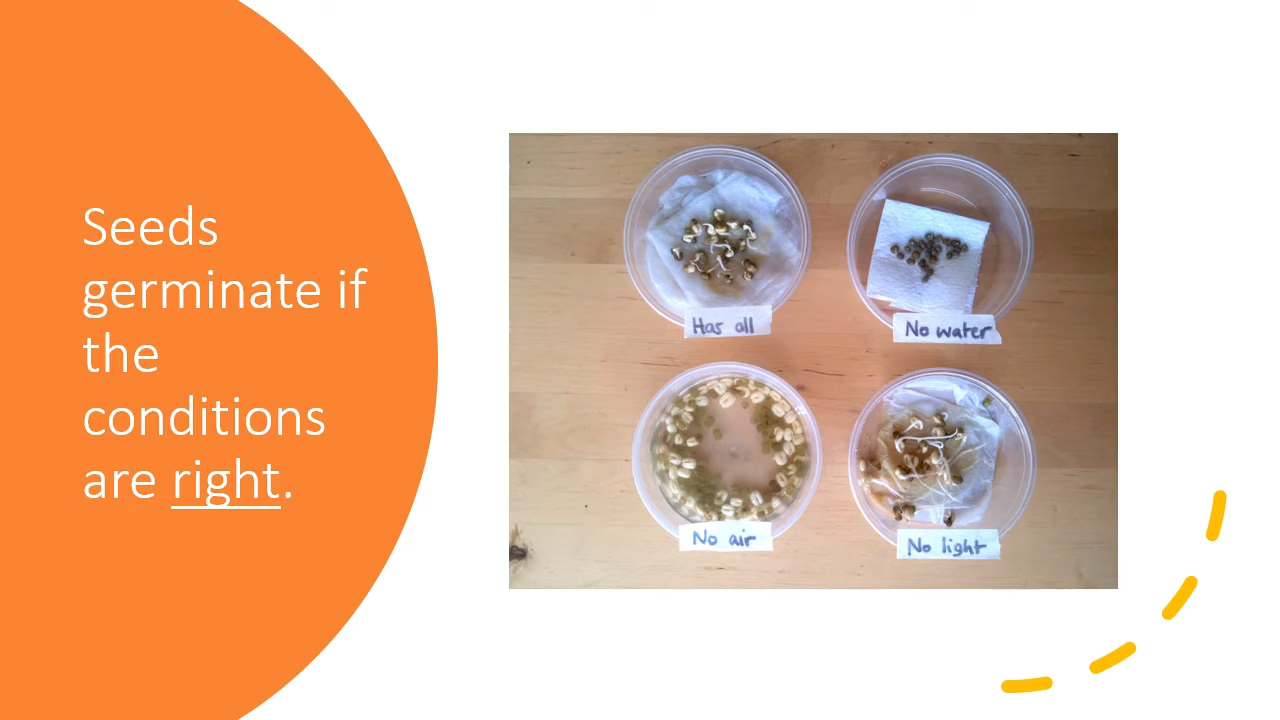 Seeds
germinate if
the
conditions
are right.
Has all
No water
No air
No light